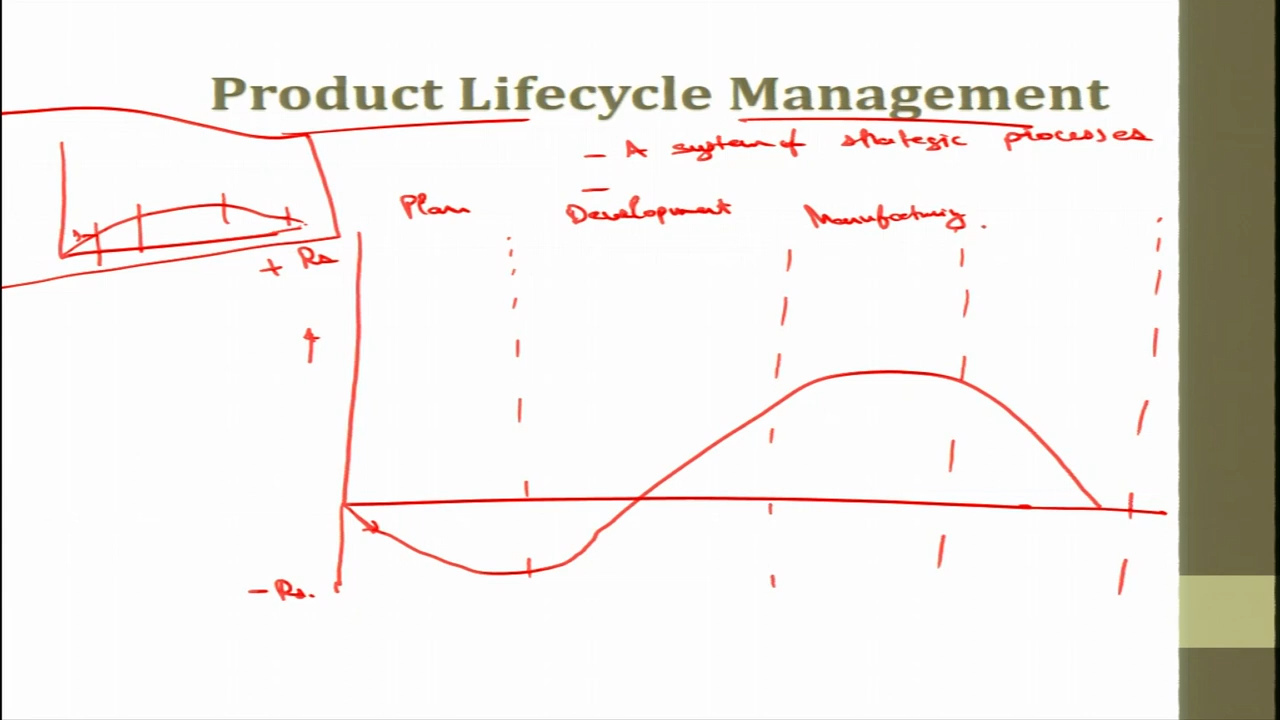 Product Lifecycle Management
– A system of strategic processes
–
Plan Development Manufacturing.
+ Rs
– Rs.